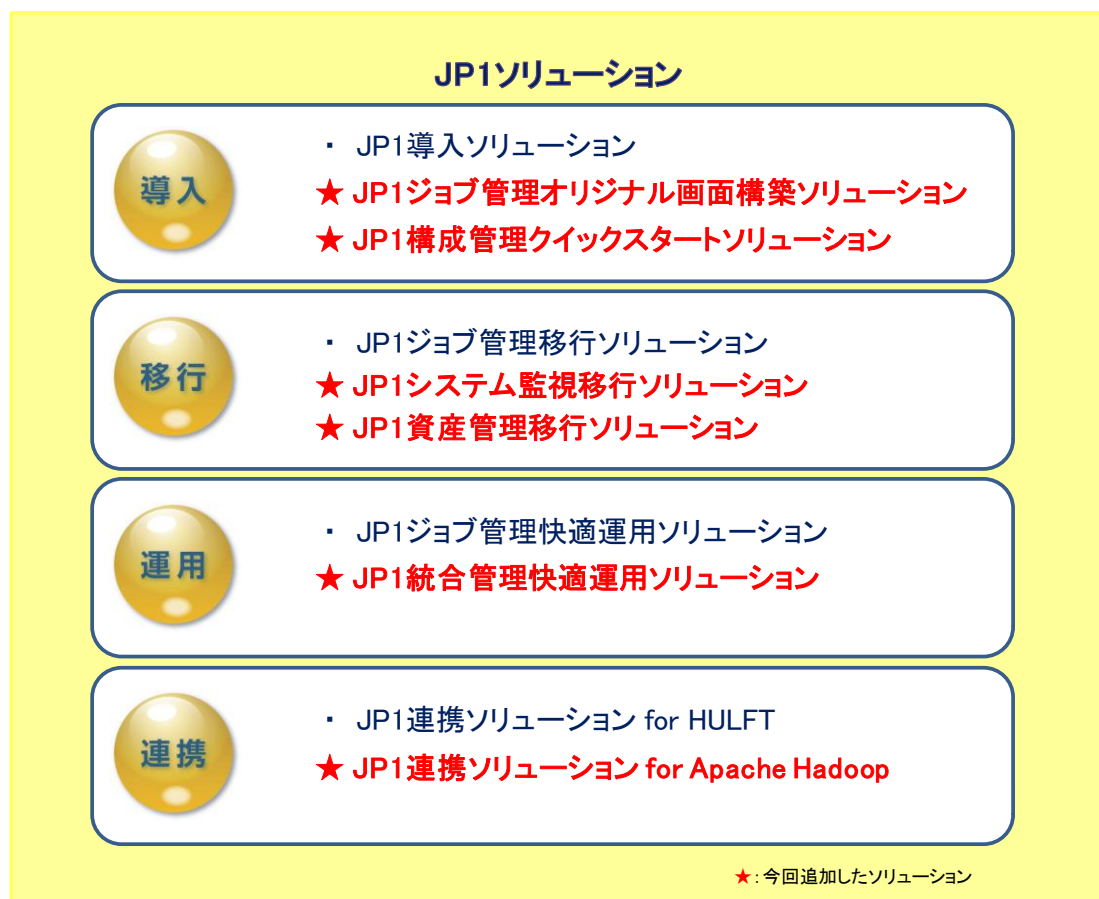 JP1ソリューション
導入
・ JP1導入ソリューション
★ JP1ジョブ管理オリジナル画面構築ソリューション
★ JP1構成管理クイックスタートソリューション
移行
・ JP1ジョブ管理移行ソリューション
★ JP1システム監視移行ソリューション
★ JP1資産管理移行ソリューション
運用
・ JP1ジョブ管理快適運用ソリューション
★ JP1統合管理快適運用ソリューション
連携
・ JP1連携ソリューション for HULFT
★ JP1連携ソリューション for Apache Hadoop
★：今回追加したソリューション